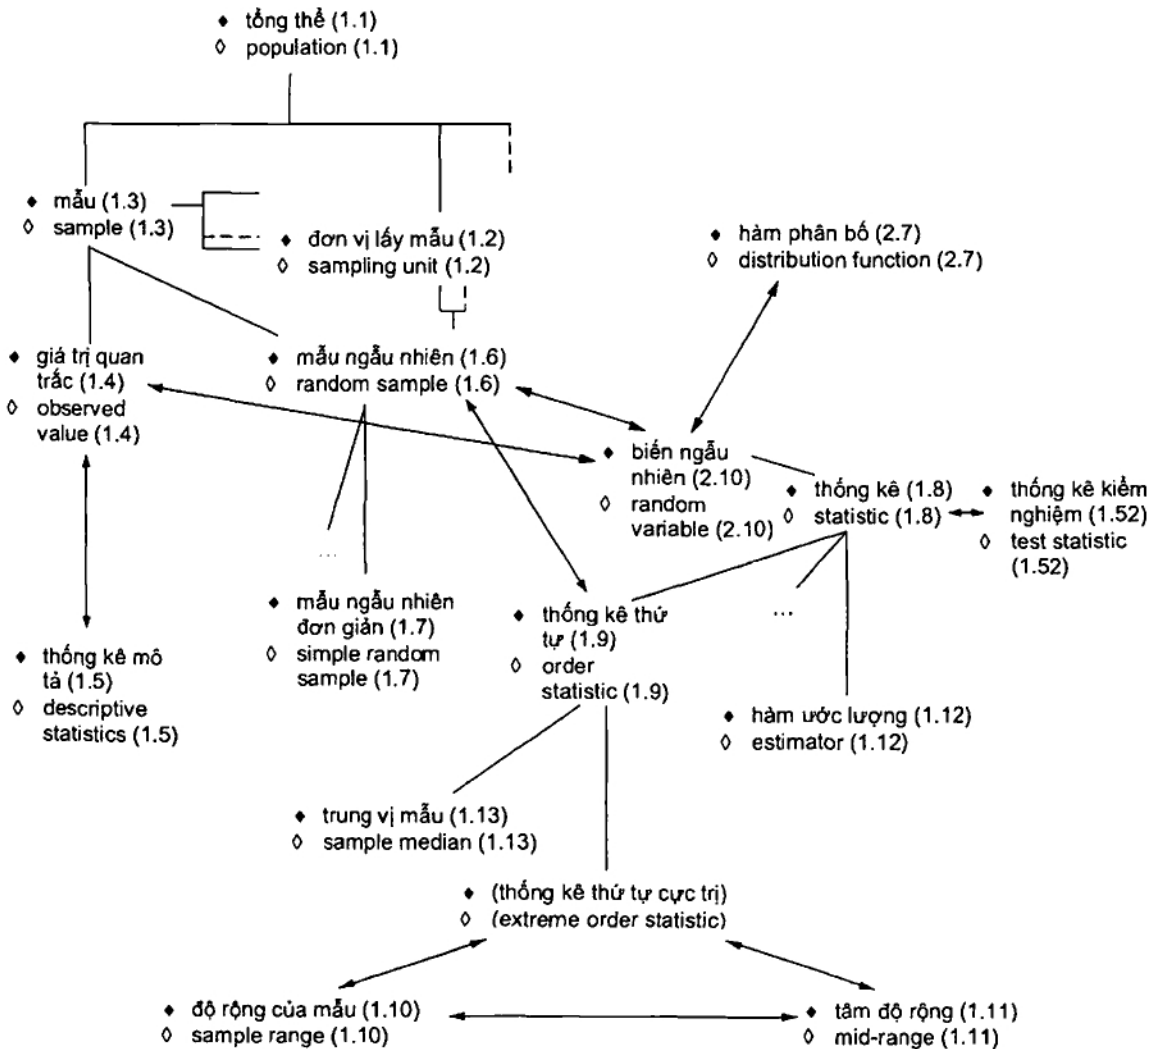 ♦ tổng thể (1.1)
◊ population (1.1)
♦ mẫu (1.3)
◊ sample (1.3)
♦ đơn vị lấy mẫu (1.2)
◊ sampling unit (1.2)
♦ hàm phân bố (2.7)
◊ distribution function (2.7)
♦ giá trị quan
trắc (1.4)
◊ observed
value (1.4)
♦ mẫu ngẫu nhiên (1.6)
◊ random sample (1.6)
♦ biến ngẫu
nhiên (2.10)
◊ random
variable (2.10)
♦ thống kê (1.8)
◊ statistic (1.8)
♦ thống kê kiểm
nghiệm (1.52)
◊ test statistic
(1.52)
...
♦ mẫu ngẫu nhiên
đơn giản (1.7)
◊ simple random
sample (1.7)
♦ thống kê thứ
tự (1.9)
◊ order
statistic (1.9)
...
♦ thống kê mô
tả (1.5)
◊ descriptive
statistics (1.5)
♦ hàm ước lượng (1.12)
◊ estimator (1.12)
♦ trung vị mẫu (1.13)
◊ sample median (1.13)
♦ (thống kê thứ tự cực trị)
◊ (extreme order statistic)
♦ độ rộng của mẫu (1.10)
◊ sample range (1.10)
♦ tâm độ rộng (1.11)
◊ mid-range (1.11)